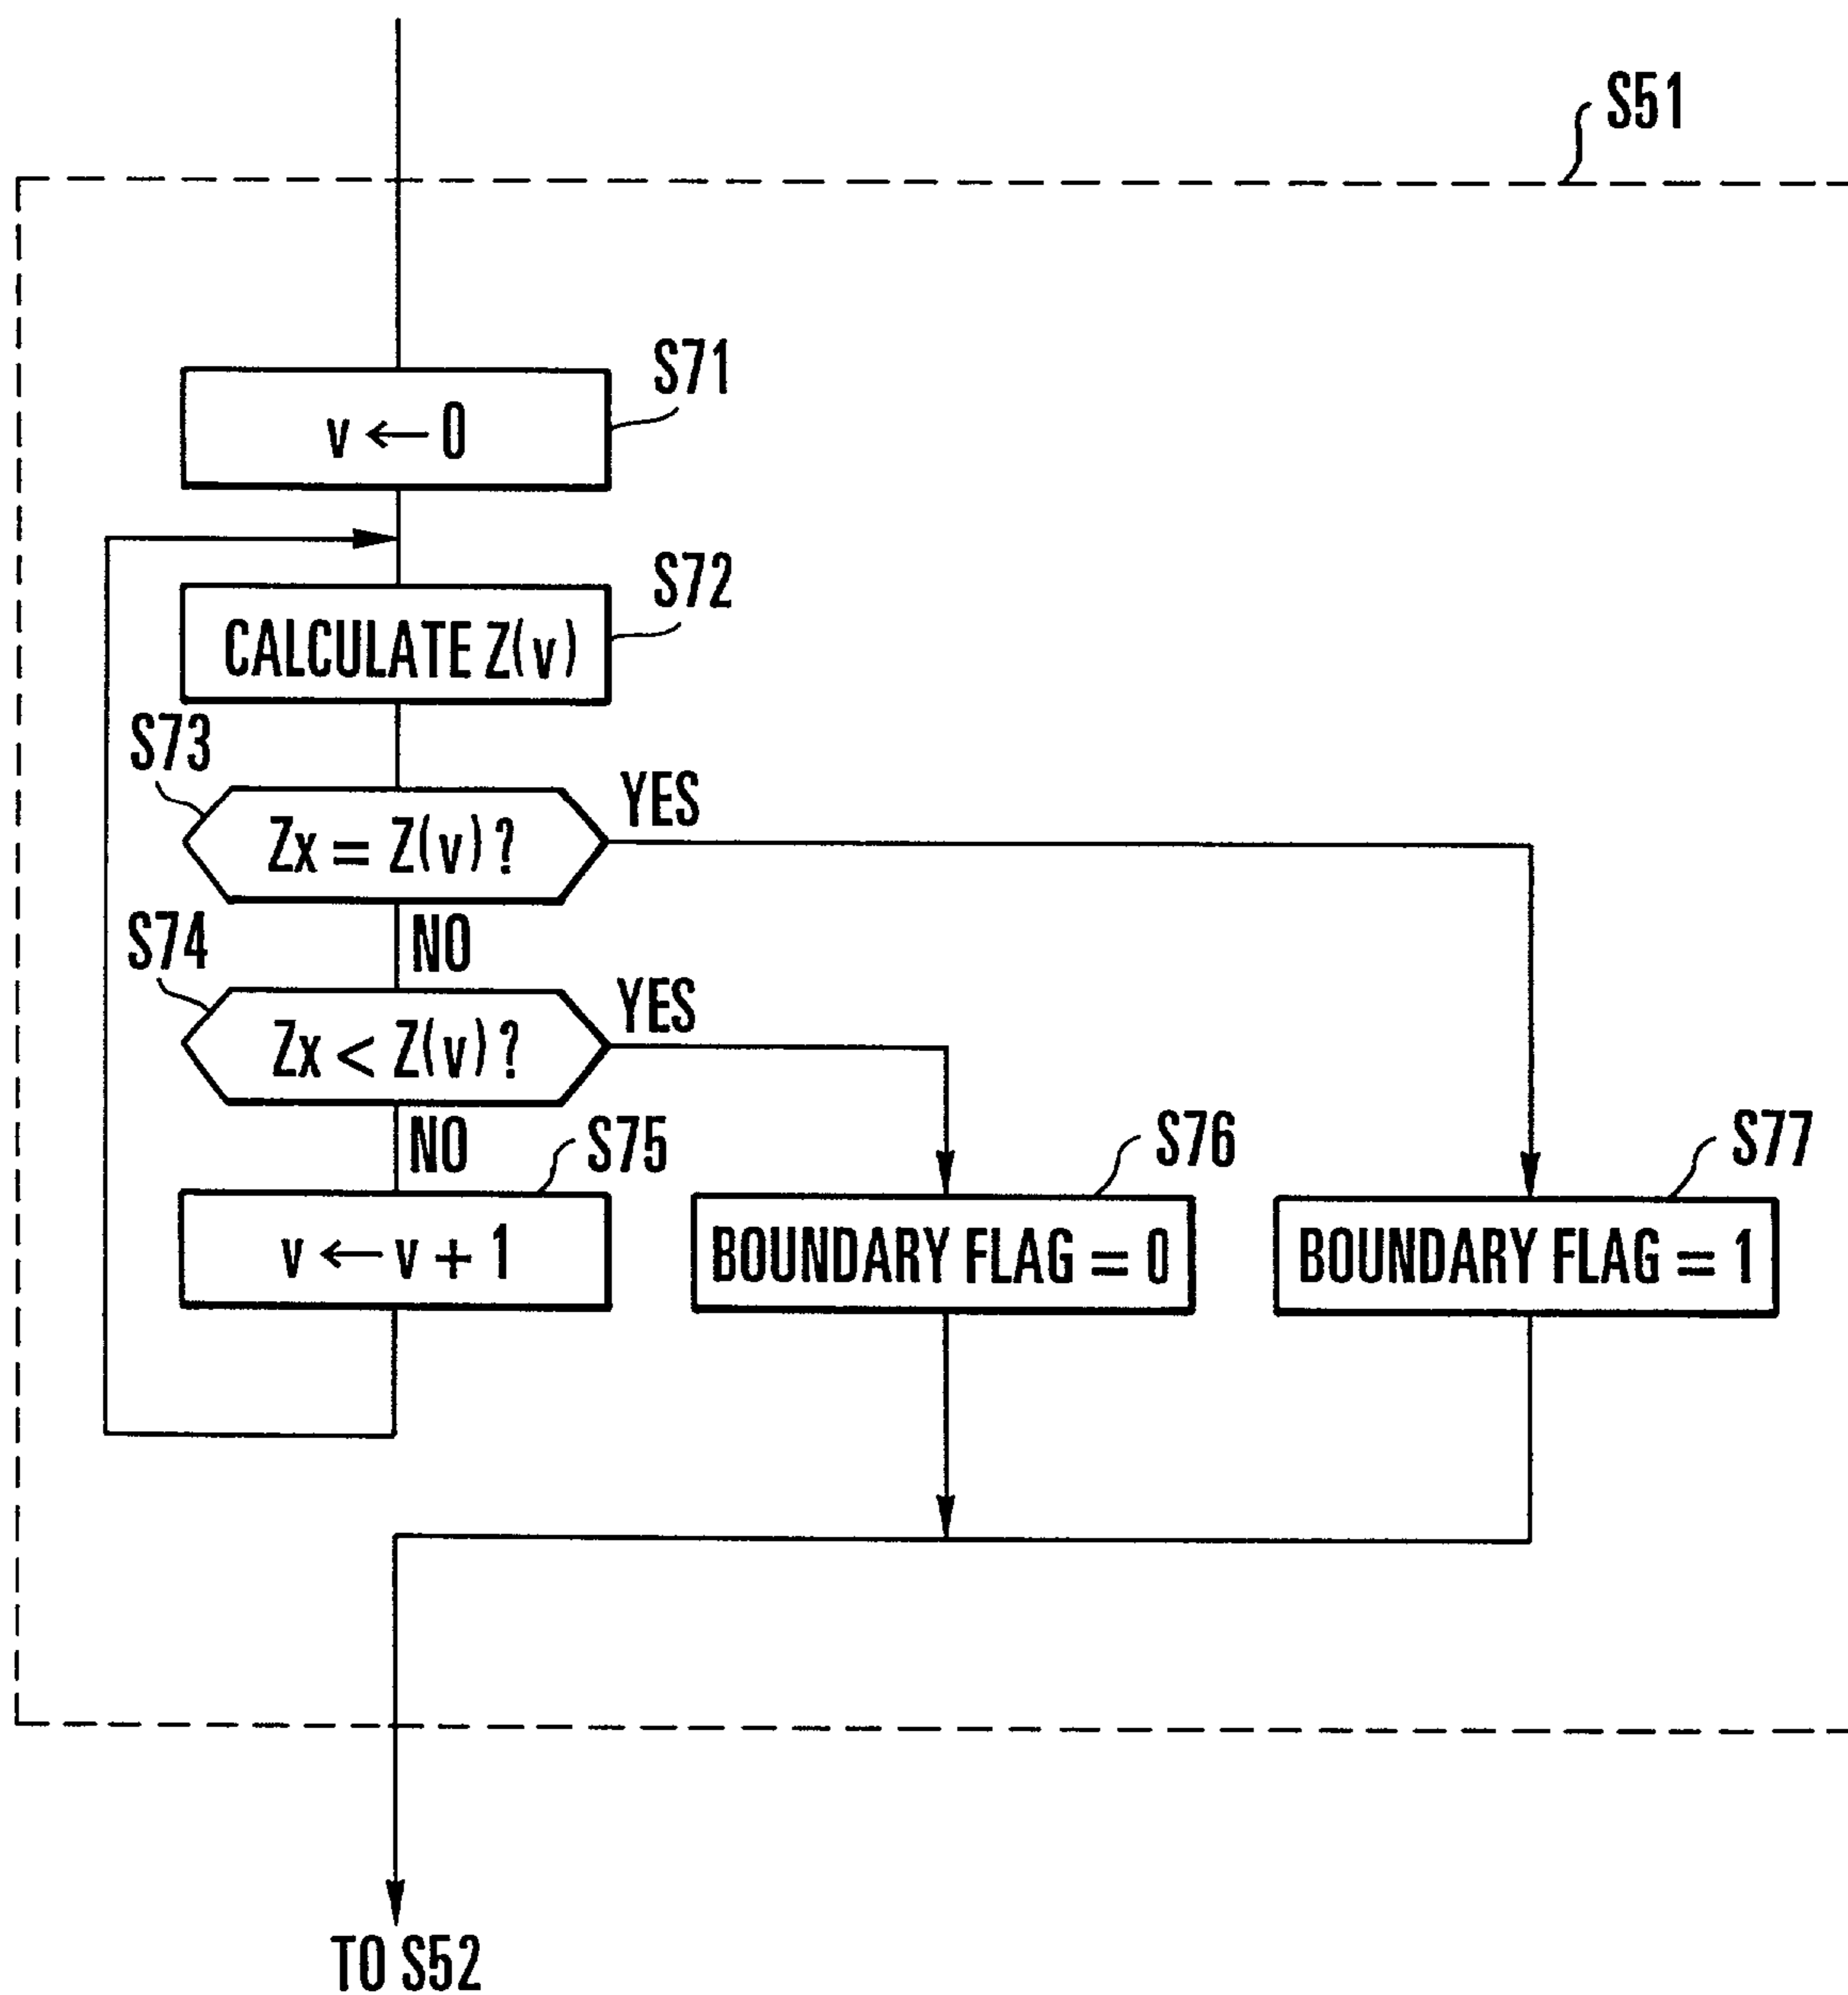 S51
S71
v ← 0
S72
CALCULATE Z(v)
S73
Zx = Z(v)?
YES
NO
S74
Zx < Z(v)?
YES
NO
S75
v ← v + 1
S76
BOUNDARY FLAG = 0
S77
BOUNDARY FLAG = 1
TO S52